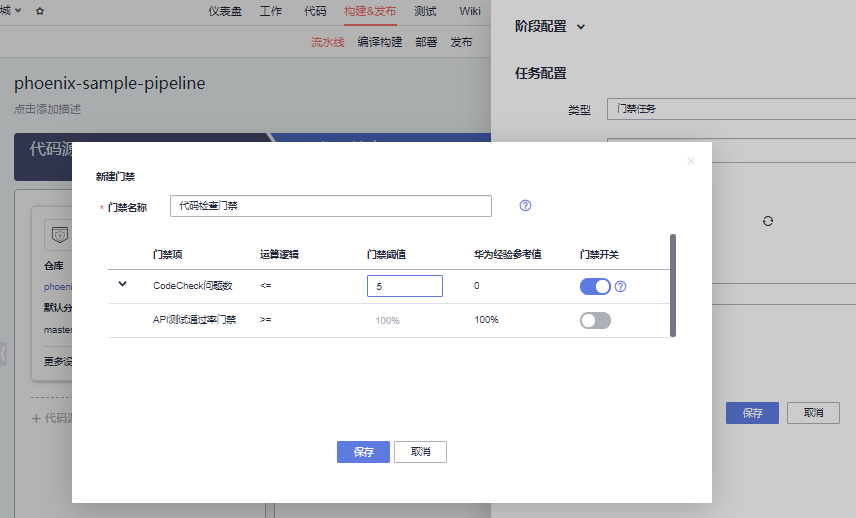 城
仪表盘 工作 代码 构建&发布 测试 Wiki
流水线 编译构建 部署 发布
phoenix-sample-pipeline
点击添加描述
代码源
仓库
phoenix
默认分
master
更多设
+ 代码源
阶段配置
任务配置
类型 门禁任务
新建门禁
×
* 门禁名称 代码检查门禁 ?
门禁项 运算逻辑 门禁阈值 华为经验参考值 门禁开关
CodeCheck问题数 <= 5 0 ?
API测试通过率门禁 >= 100% 100%
保存 取消
保存 取消